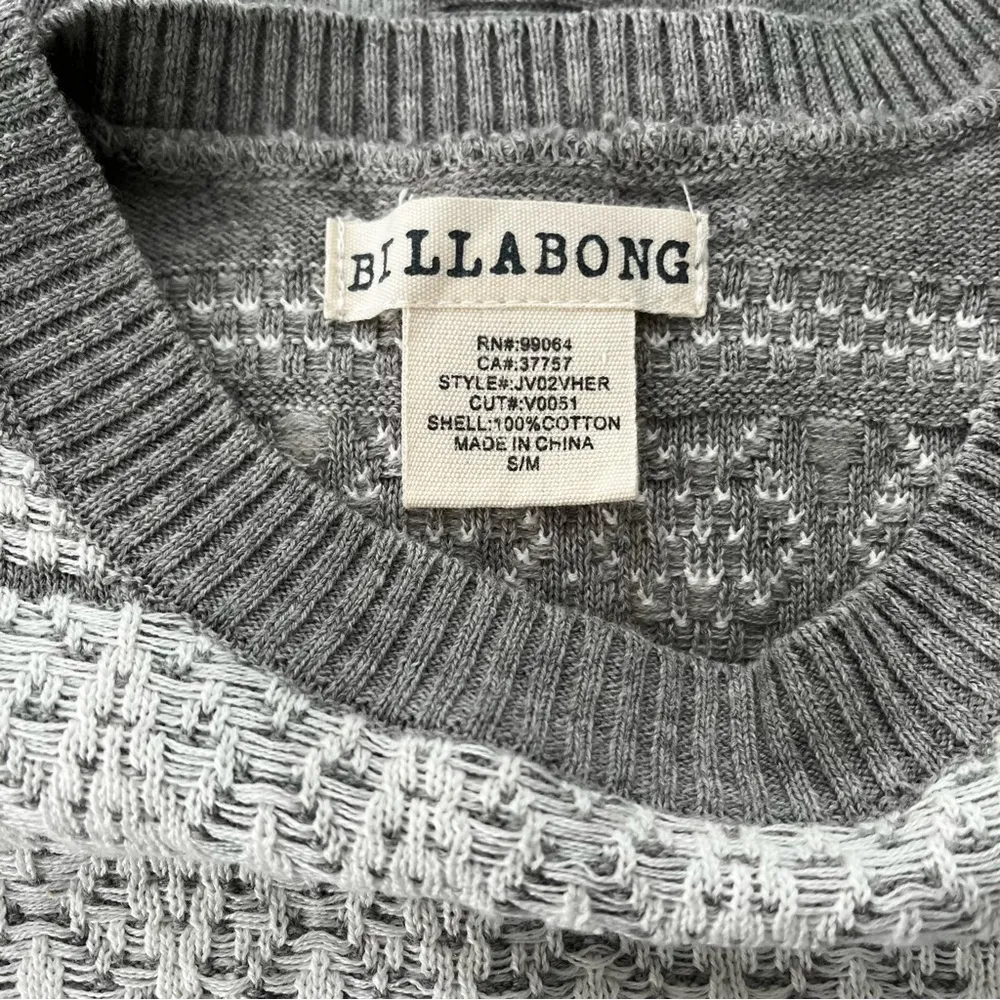 BILLABONG
RN#:99064
CA#:37757
STYLE#:JV02VHER
CUT#:V0051
SHELL:100%COTTON
MADE IN CHINA
S/M